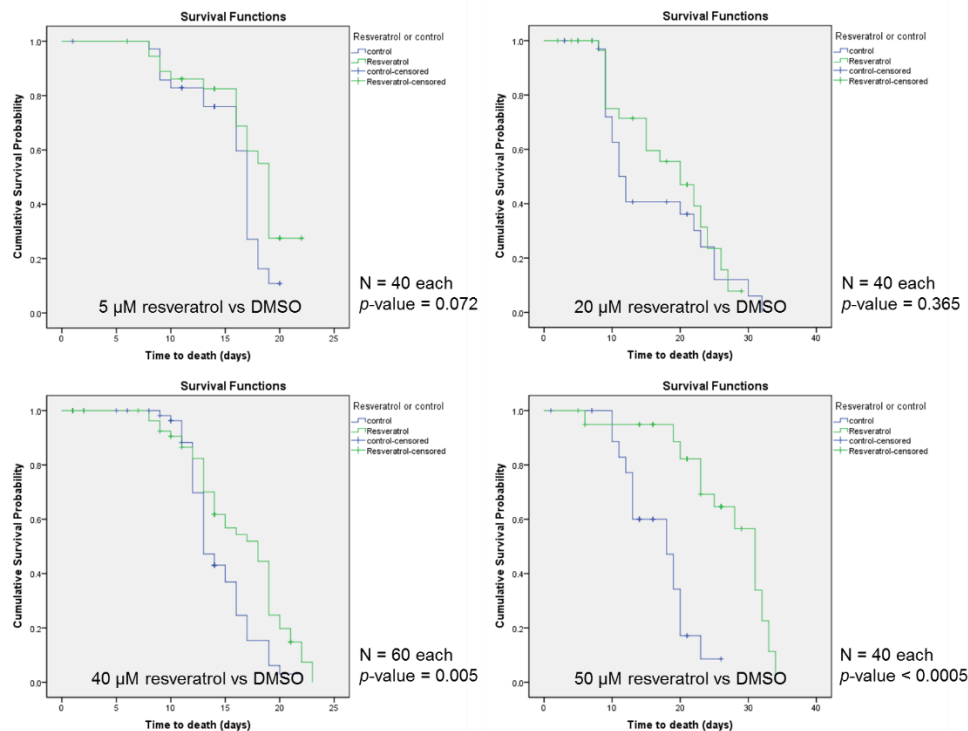 Survival Functions
Resveratrol or control
control
Resveratrol
control-censored
Resveratrol-censored
Cumulative Survival Probability
1.0
0.8
0.6
0.4
0.2
0.0
5 µM resveratrol vs DMSO
0 5 10 15 20 25
Time to death (days)
N = 40 each
p-value = 0.072
Survival Functions
Resveratrol or control
control
Resveratrol
control-censored
Resveratrol-censored
Cumulative Survival Probability
1.0
0.8
0.6
0.4
0.2
0.0
20 µM resveratrol vs DMSO
0 10 20 30 40
Time to death (days)
N = 40 each
p-value = 0.365
Survival Functions
Resveratrol or control
control
Resveratrol
control-censored
Resveratrol-censored
Cumulative Survival Probability
1.0
0.8
0.6
0.4
0.2
0.0
40 µM resveratrol vs DMSO
0 5 10 15 20 25
Time to death (days)
N = 60 each
p-value = 0.005
Survival Functions
Resveratrol or control
control
Resveratrol
control-censored
Resveratrol-censored
Cumulative Survival Probability
1.0
0.8
0.6
0.4
0.2
0.0
50 µM resveratrol vs DMSO
0 10 20 30 40
Time to death (days)
N = 40 each
p-value < 0.0005